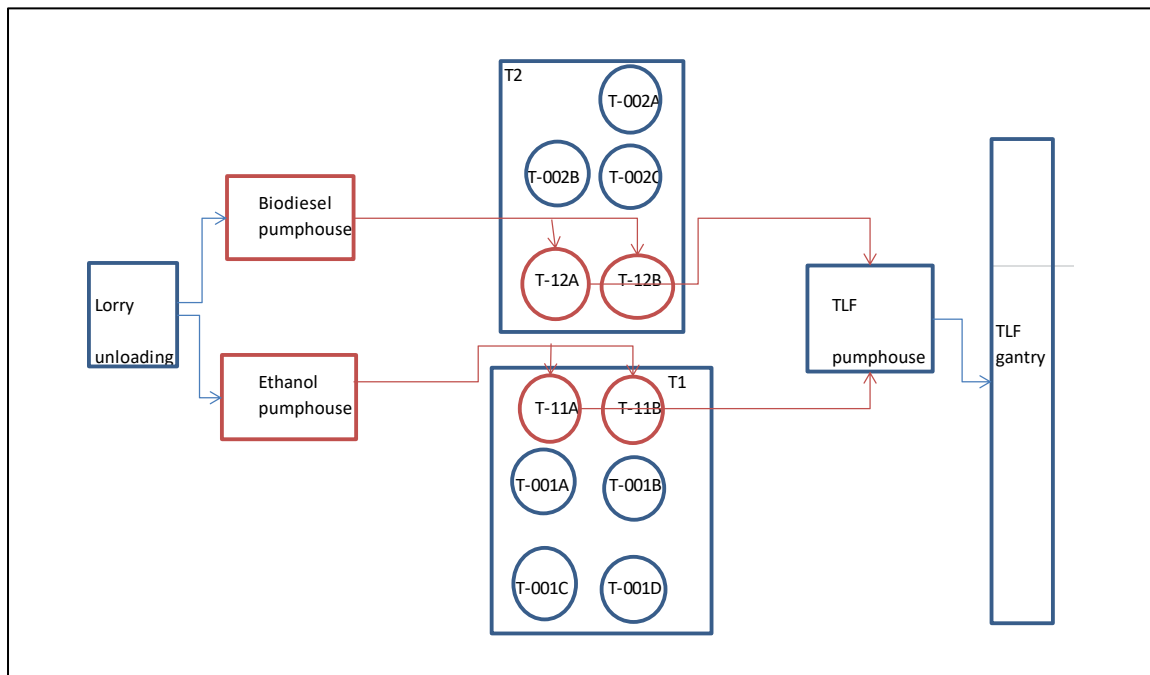 T2
T-002A
T-002B
T-002C
Biodiesel
pumphouse
T-12A
T-12B
Lorry
unloading
TLF
pumphouse
TLF
gantry
Ethanol
pumphouse
T1
T-11A
T-11B
T-001A
T-001B
T-001C
T-001D